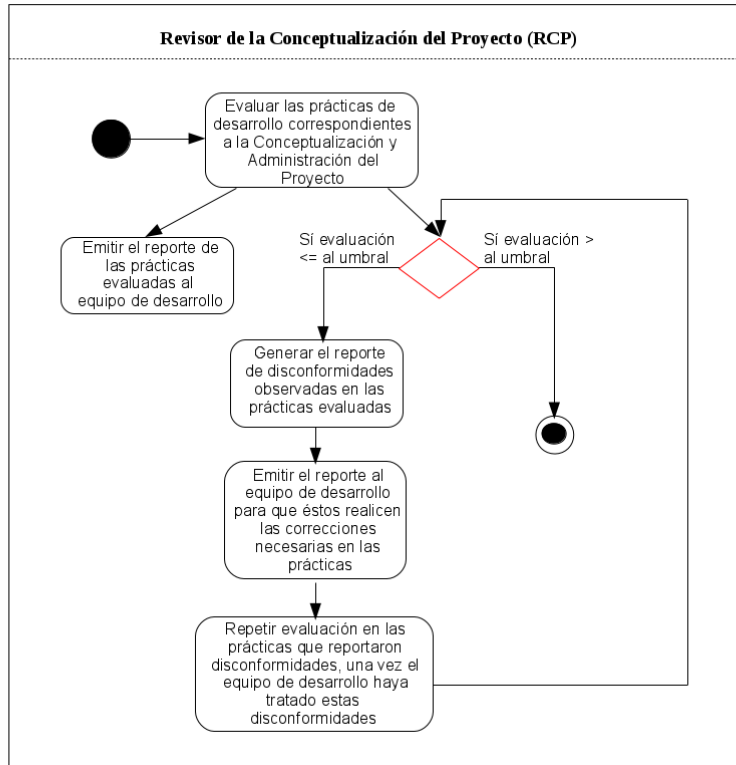 Revisor de la Conceptualización del Proyecto (RCP)
Evaluar las prácticas de
desarrollo correspondientes
a la Conceptualización y
Administración del
Proyecto
Emitir el reporte de
las prácticas
evaluadas al
equipo de desarrollo
Sí evaluación
<= al umbral
Sí evaluación >
al umbral
Generar el reporte
de disconformidades
observadas en las
prácticas evaluadas
Emitir el reporte al
equipo de desarrollo
para que éstos realicen
las correcciones
necesarias en las
prácticas
Repetir evaluación en las
prácticas que reportaron
disconformidades, una vez el
equipo de desarrollo haya
tratado estas
disconformidades